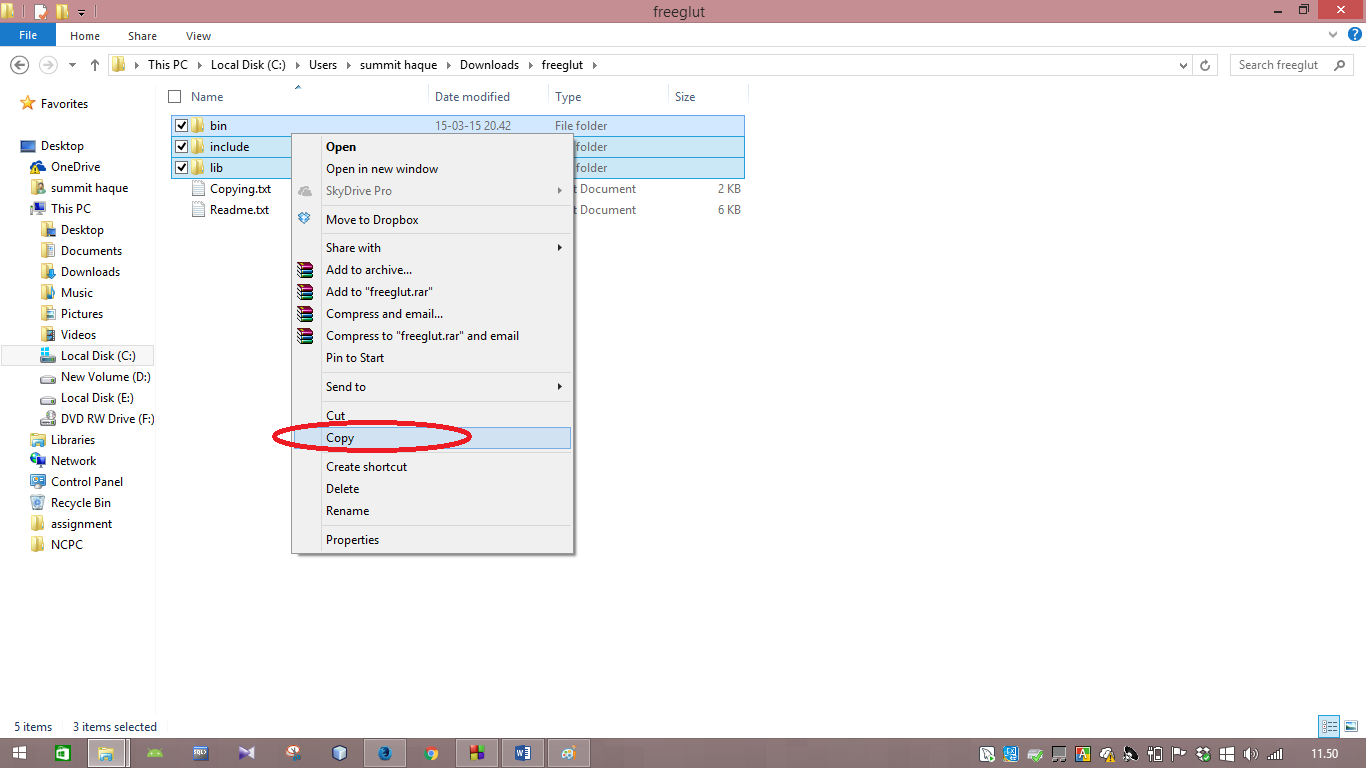 freeglut
File Home Share View
This PC Local Disk (C:) Users summit haque Downloads freeglut
Search freeglut
Favorites
Desktop
OneDrive
summit haque
This PC
Desktop
Documents
Downloads
Music
Pictures
Videos
Local Disk (C:)
New Volume (D:)
Local Disk (E:)
DVD RW Drive (F:)
Libraries
Network
Control Panel
Recycle Bin
assignment
NCPC
Name Date modified Type Size
bin 15-03-15 20.42 File folder
include folder
lib folder
Copying.txt t Document 2 KB
Readme.txt t Document 6 KB
Open
Open in new window
SkyDrive Pro
Move to Dropbox
Share with
Add to archive...
Add to "freeglut.rar"
Compress and email...
Compress to "freeglut.rar" and email
Pin to Start
Send to
Cut
Copy
Create shortcut
Delete
Rename
Properties
5 items 3 items selected
11.50